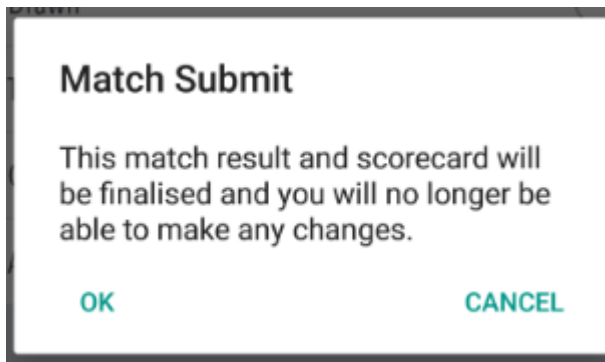 Drawn
Match Submit
This match result and scorecard will
be finalised and you will no longer be
able to make any changes.
OK
CANCEL